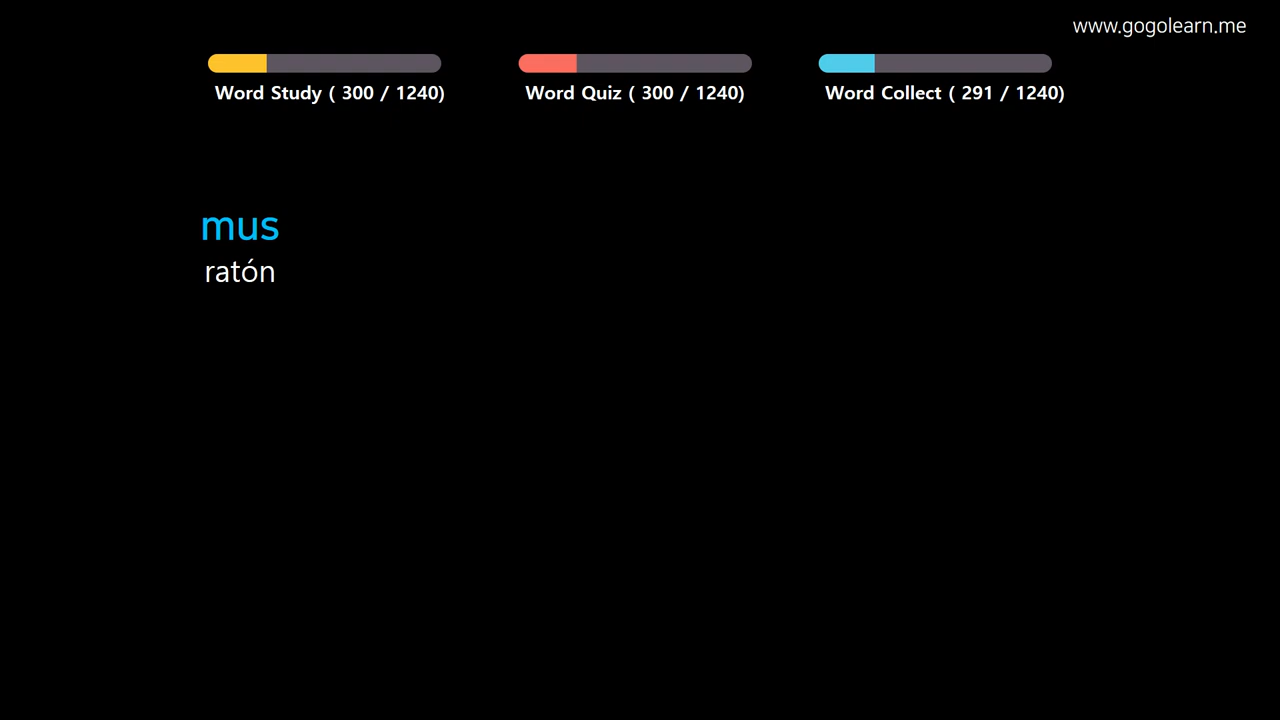 www.gogolearn.me
Word Study ( 300 / 1240)
Word Quiz ( 300 / 1240)
Word Collect ( 291 / 1240)
mus
ratón